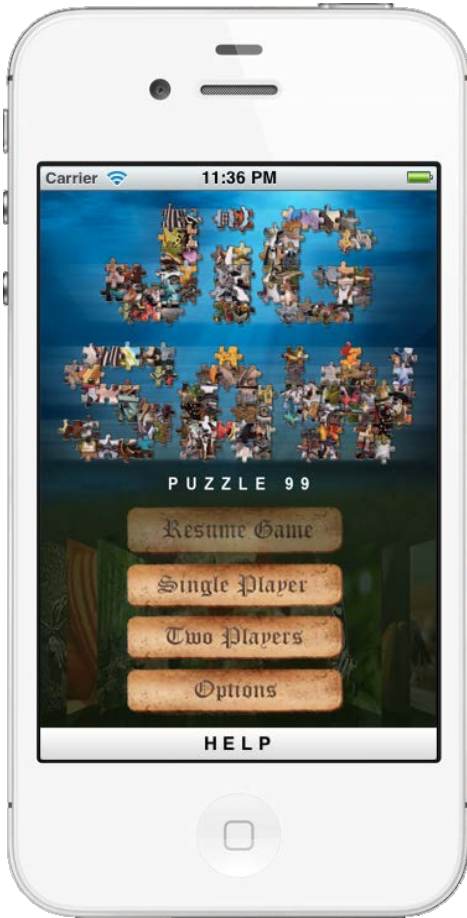 Carrier 11:36 PM
JiG
SAW
PUZZLE 99
Resume Game
Single Player
Two Players
Options
HELP